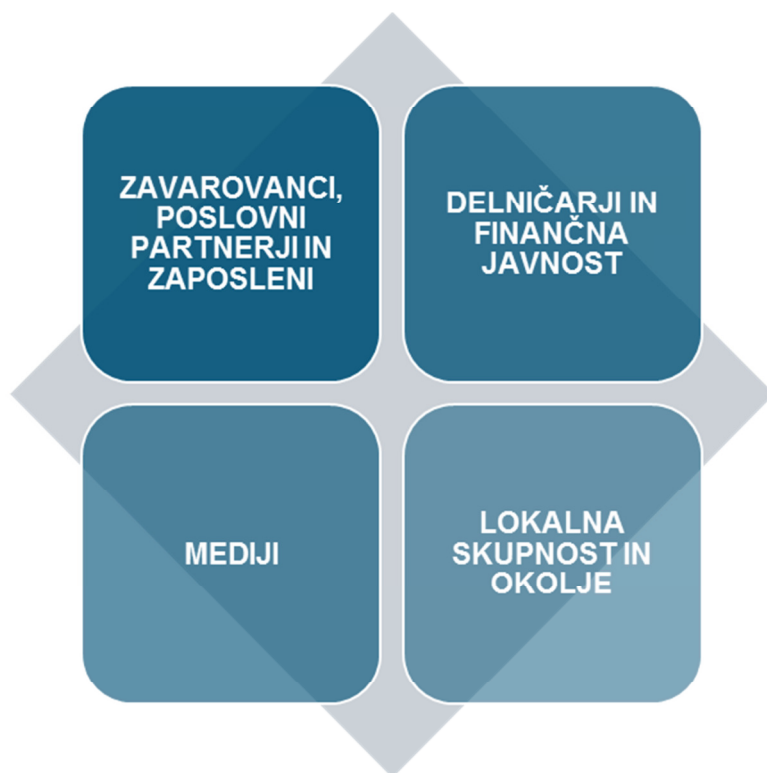 ZAVAROVANCI,
POSLOVNI
PARTNERJI IN
ZAPOSLENI
DELNIČARJI IN
FINANČNA
JAVNOST
MEDIJI
LOKALNA
SKUPNOST IN
OKOLJE